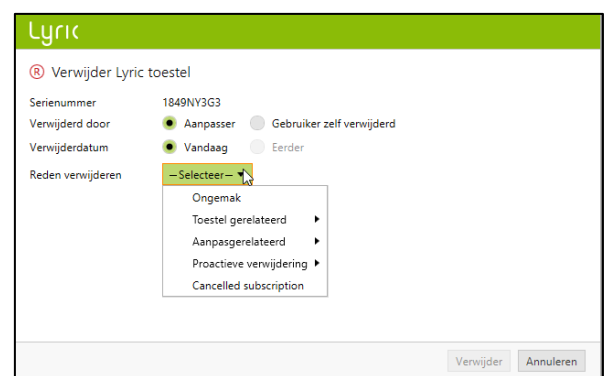 Lyric
® Verwijder Lyric toestel
Serienummer 1849NY3G3
Verwijderd door Aanpasser Gebruiker zelf verwijderd
Verwijderdatum Vandaag Eerder
Reden verwijderen —Selecteer—
Ongemak
Toestel gerelateerd
Aanpasgerelateerd
Proactieve verwijdering
Cancelled subscription
Verwijder Annuleren